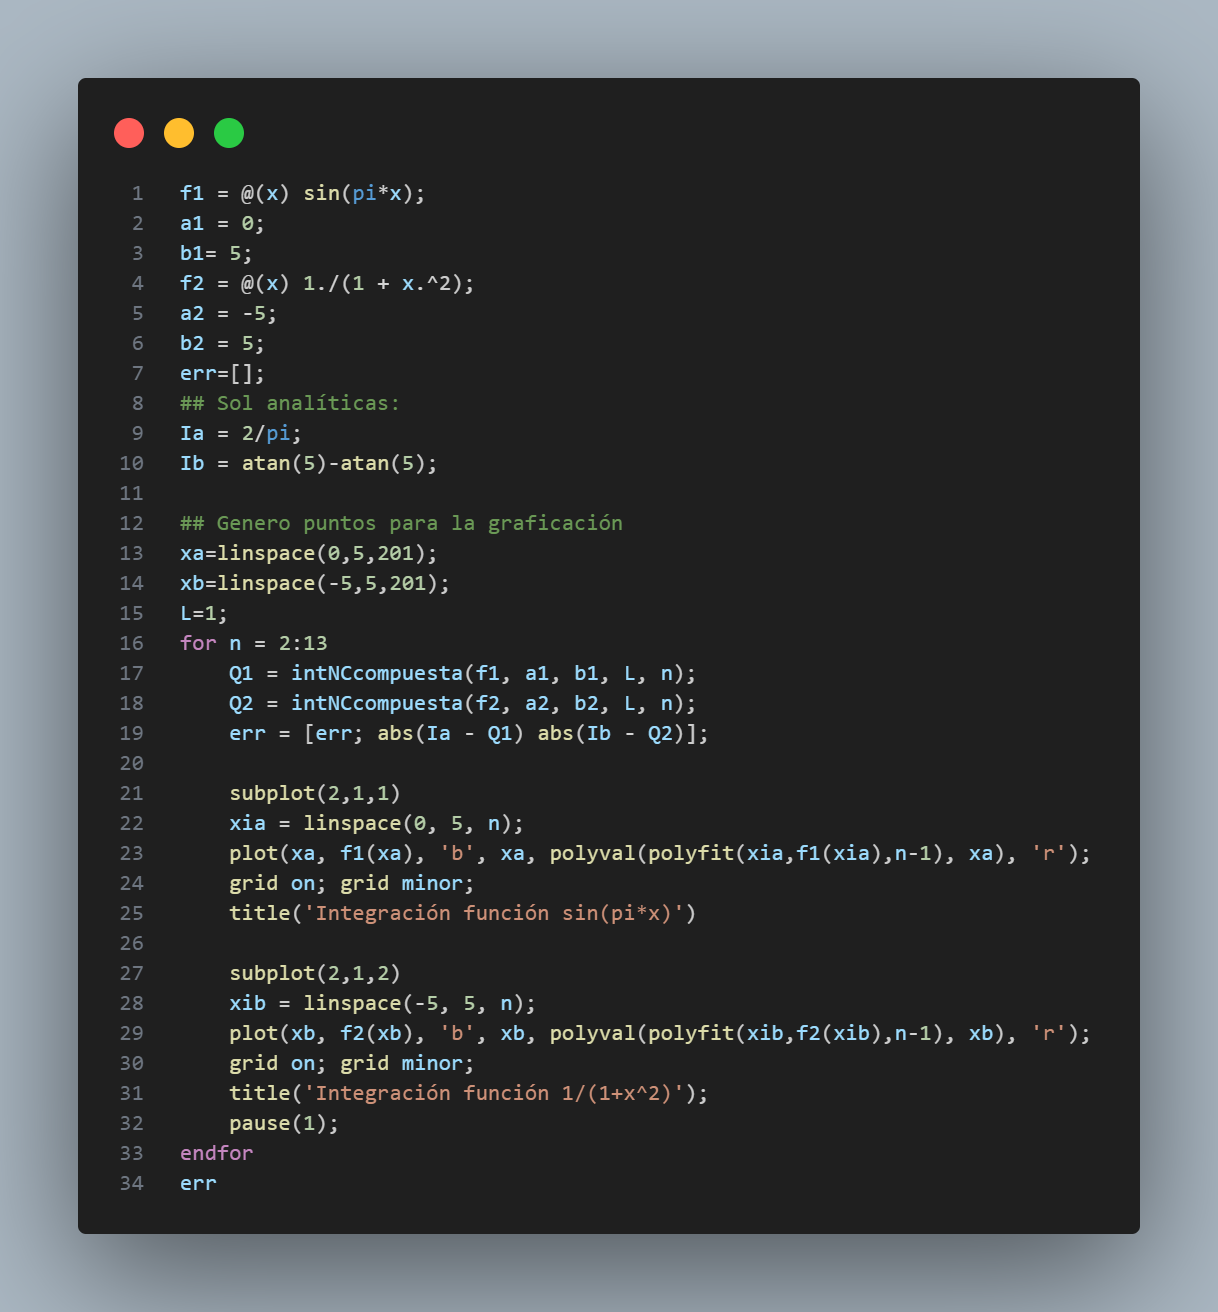 1 f1 = @(x) sin(pi*x);
2 a1 = 0;
3 b1= 5;
4 f2 = @(x) 1./(1 + x.^2);
5 a2 = -5;
6 b2 = 5;
7 err=[];
8 ## Sol analíticas:
9 Ia = 2/pi;
10 Ib = atan(5)-atan(5);
11
12 ## Genero puntos para la graficación
13 xa=linspace(0,5,201);
14 xb=linspace(-5,5,201);
15 L=1;
16 for n = 2:13
17     Q1 = intNCcompuesta(f1, a1, b1, L, n);
18     Q2 = intNCcompuesta(f2, a2, b2, L, n);
19     err = [err; abs(Ia - Q1) abs(Ib - Q2)];
20
21     subplot(2,1,1)
22     xia = linspace(0, 5, n);
23     plot(xa, f1(xa), 'b', xa, polyval(polyfit(xia,f1(xia),n-1), xa), 'r');
24     grid on; grid minor;
25     title('Integración función sin(pi*x)')
26
27     subplot(2,1,2)
28     xib = linspace(-5, 5, n);
29     plot(xb, f2(xb), 'b', xb, polyval(polyfit(xib,f2(xib),n-1), xb), 'r');
30     grid on; grid minor;
31     title('Integración función 1/(1+x^2)');
32     pause(1);
33 endfor
34 err